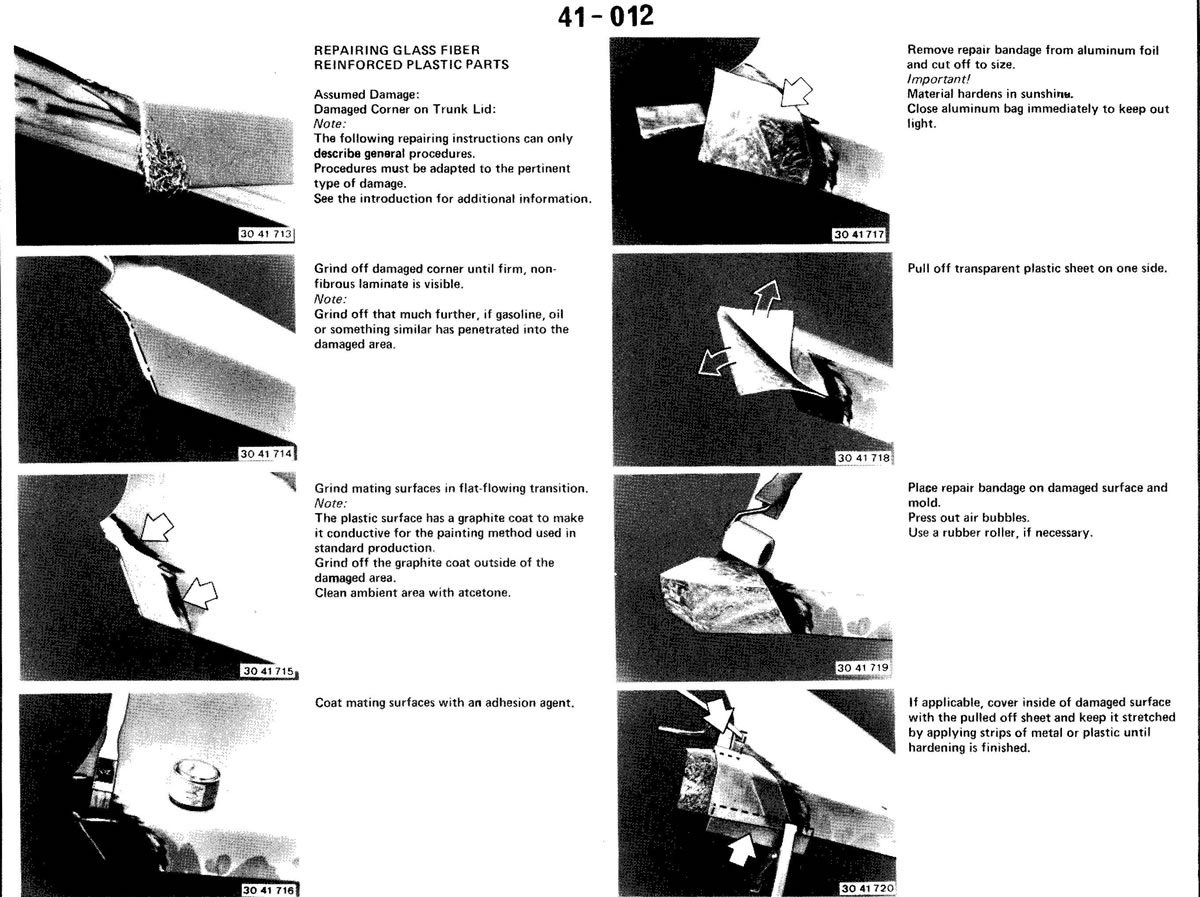 41-012
REPAIRING GLASS FIBER
REINFORCED PLASTIC PARTS
Assumed Damage:
Damaged Corner on Trunk Lid:
Note:
The following repairing instructions can only
describe general procedures.
Procedures must be adapted to the pertinent
type of damage.
See the introduction for additional information.
30 41 713
Grind off damaged corner until firm, non-
fibrous laminate is visible.
Note:
Grind off that much further, if gasoline, oil
or something similar has penetrated into the
damaged area.
30 41 714
Grind mating surfaces in flat-flowing transition.
Note:
The plastic surface has a graphite coat to make
it conductive for the painting method used in
standard production.
Grind off the graphite coat outside of the
damaged area.
Clean ambient area with atcetone.
30 41 715
Coat mating surfaces with an adhesion agent.
30 41 716
Remove repair bandage from aluminum foil
and cut off to size.
Important!
Material hardens in sunshine.
Close aluminum bag immediately to keep out
light.
30 41 717
Pull off transparent plastic sheet on one side.
30 41 718
Place repair bandage on damaged surface and
mold.
Press out air bubbles.
Use a rubber roller, if necessary.
30 41 719
If applicable, cover inside of damaged surface
with the pulled off sheet and keep it stretched
by applying strips of metal or plastic until
hardening is finished.
30 41 720